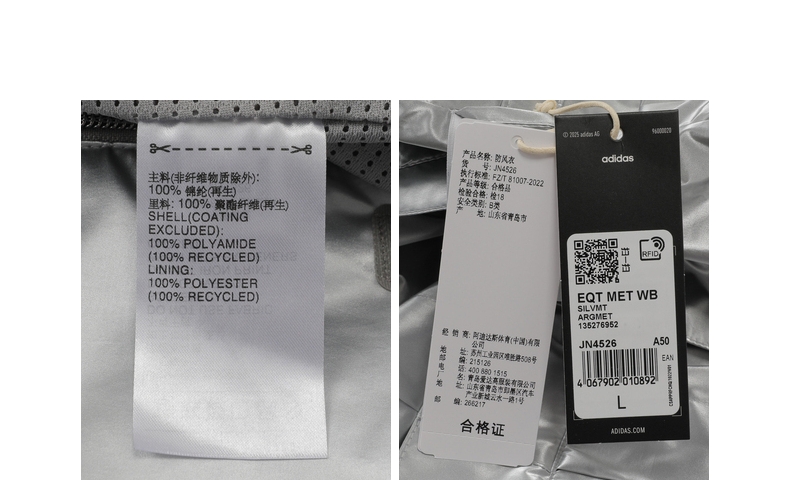 主料(非纤维物质除外):
100% 锦纶(再生)
里料: 100% 聚酯纤维(再生)
SHELL(COATING
EXCLUDED):
100% POLYAMIDE
(100% RECYCLED)
LINING:
100% POLYESTER
(100% RECYCLED)
产品名称: 防风衣
货 号: JN4526
执行标准: FZ/T 81007-2022
产品等级: 合格品
检验合格: 检18
安全类别: B类
产 地: 山东省青岛市
经 销 商: 阿迪达斯体育(中国)有限
公司
地 址: 苏州工业园区唯胜路508号
邮 编: 215126
电 话: 400 880 1515
厂 名: 青岛爱达高服装有限公司
地 址: 山东省青岛市即墨区汽车
产业新城云水一路1号
邮 编: 266217
合格证
© 2025 adidas AG
96000020
adidas
RFID
EQT MET WB
SILVMT
ARGMET
135276952
JN4526 A50
EAN
4 067902 010892
L
ADIDAS.COM